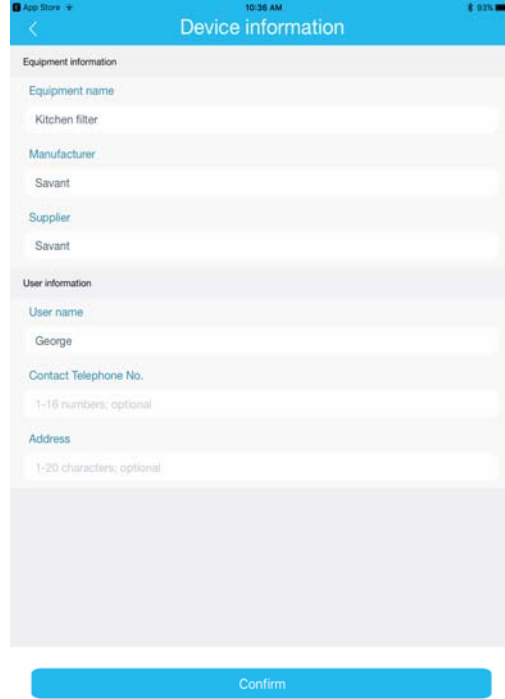 App Store
10:36 AM
93%
Device information
Equipment information
Equipment name
Kitchen filter
Manufacturer
Savant
Supplier
Savant
User information
User name
George
Contact Telephone No.
1-16 numbers; optional
Address
1-20 characters; optional
Confirm